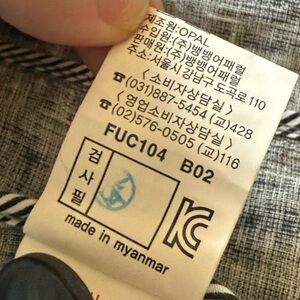 제조원:OPAL
수입원:(주)뱅뱅어패럴
판매원:(주)뱅뱅어패럴
주소:서울시 강남구 도곡로 110
〈소비자상담실〉
☎(031)887-5454 (교)428
〈영업소비자상담실〉
☎(02)576-0505 (교)116
FUC104 B02
검사필
made in myanmar